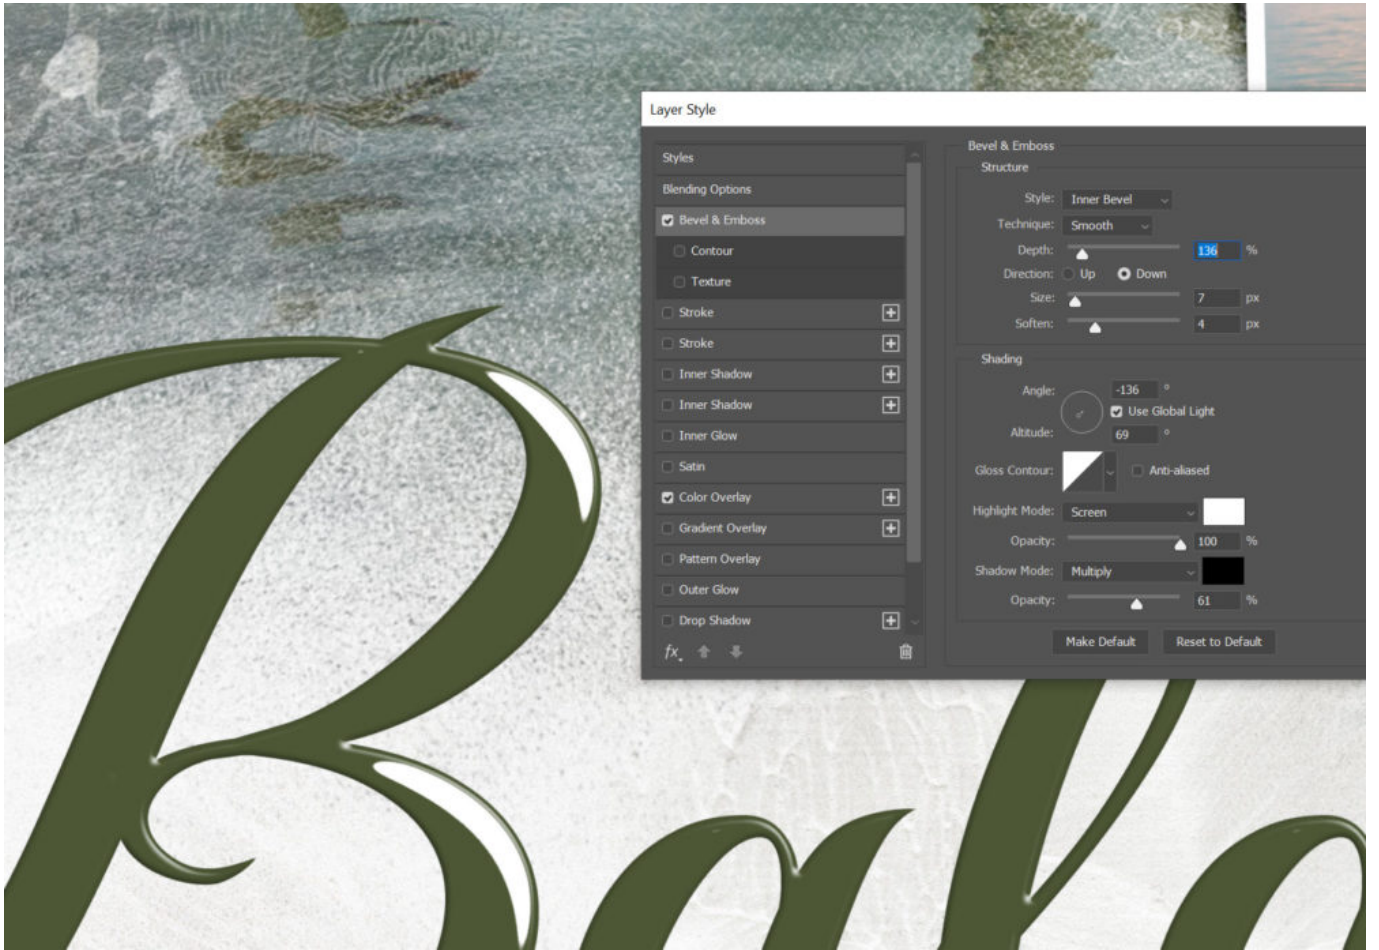 Layer Style
Styles
Blending Options
Bevel & Emboss
Contour
Texture
Stroke
Stroke
Inner Shadow
Inner Shadow
Inner Glow
Satin
Color Overlay
Gradient Overlay
Pattern Overlay
Outer Glow
Drop Shadow
fx
Bevel & Emboss
Structure
Style: Inner Bevel
Technique: Smooth
Depth: 136 %
Direction: Up Down
Size: 7 px
Soften: 4 px
Shading
Angle: -136 °
Use Global Light
Altitude: 69 °
Gloss Contour: Anti-aliased
Highlight Mode: Screen
Opacity: 100 %
Shadow Mode: Multiply
Opacity: 61 %
Make Default Reset to Default